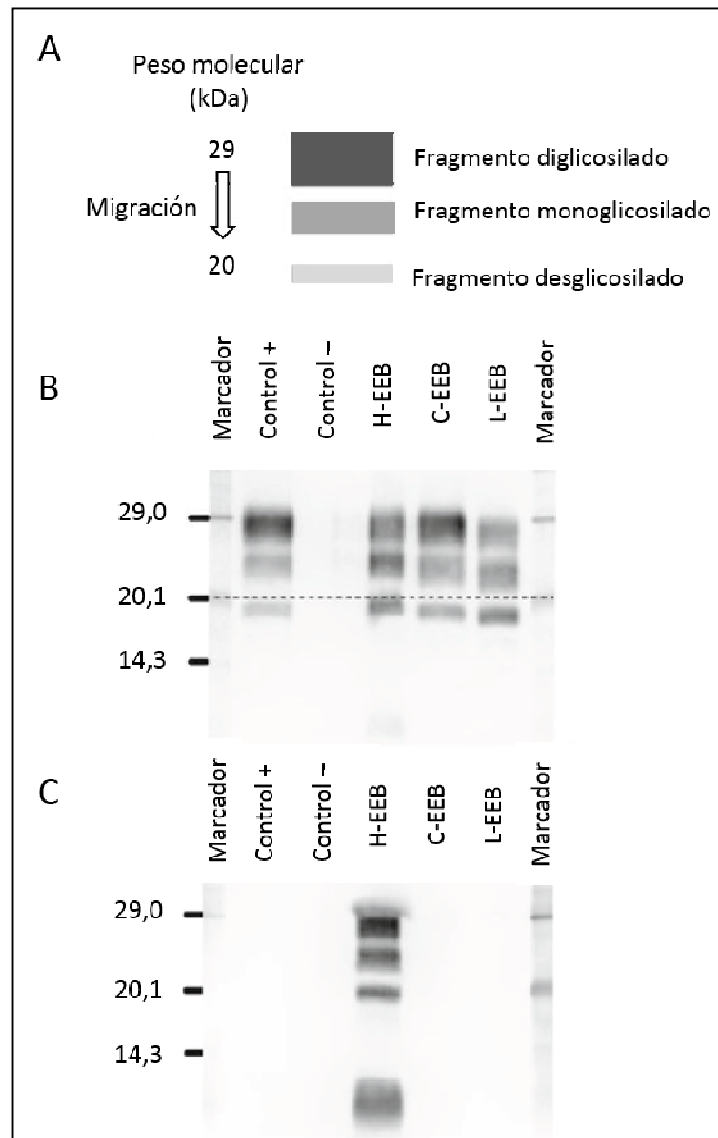 A
Peso molecular
(kDa)
29
Fragmento diglicosilado
Migración
Fragmento monoglicosilado
20
Fragmento desglicosilado
B
Marcador
Control +
Control –
H-EEB
C-EEB
L-EEB
Marcador
29,0
20,1
14,3
C
Marcador
Control +
Control –
H-EEB
C-EEB
L-EEB
Marcador
29,0
20,1
14,3